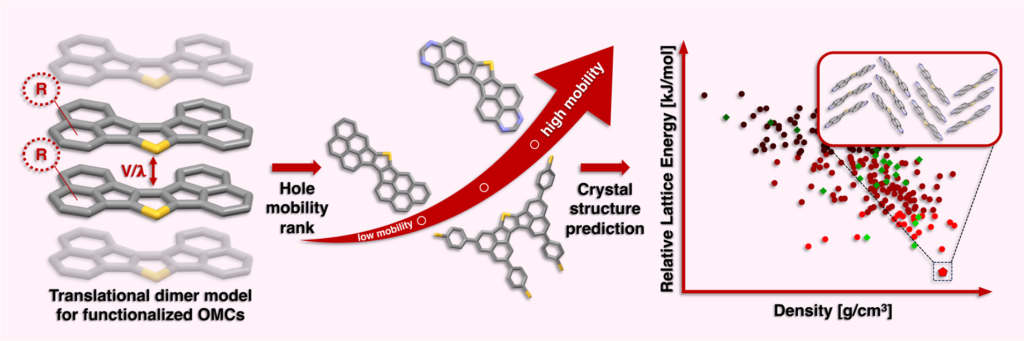 R
R
V/λ
Translational dimer model
for functionalized OMCs
Hole
mobility
rank
low mobility
high mobility
Crystal
structure
prediction
Relative Lattice Energy [kJ/mol]
Density [g/cm³]